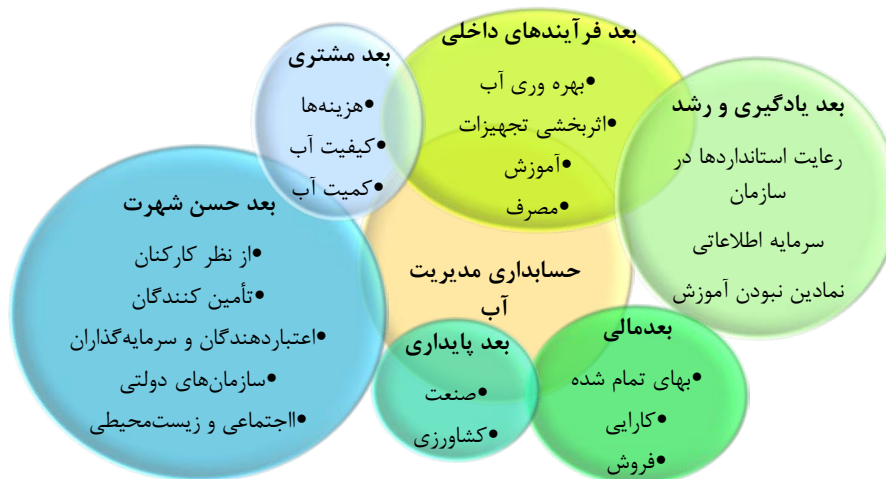 بعد فرآیندهای داخلی
•بهره وری آب
•اثربخشی تجهیزات
•آموزش
•مصرف
بعد مشتری
•هزینه‌ها
•کیفیت آب
•کمیت آب
بعد یادگیری و رشد
رعایت استانداردها در
سازمان
سرمایه اطلاعاتی
نمادین نبودن آموزش
بعد حسن شهرت
•از نظر کارکنان
•تأمین کنندگان
•اعتباردهندگان و سرمایه‌گذاران
•سازمان‌های دولتی
•ااجتماعی و زیست‌محیطی
حسابداری مدیریت
آب
بعدمالی
•بهای تمام شده
•کارایی
•فروش
بعد پایداری
•صنعت
•کشاورزی